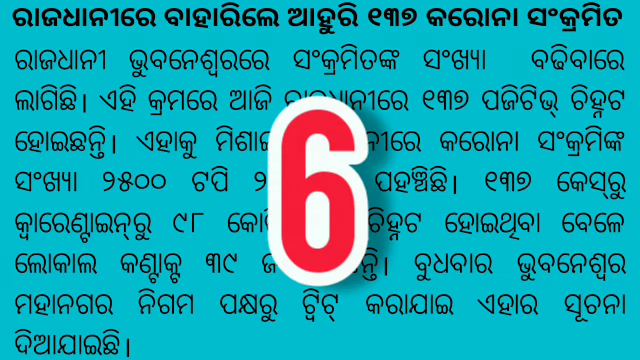 ରାଜଧାନୀରେ ବାହାରିଲେ ଆହୁରି ୧୩୭ କରୋନା ସଂକ୍ରମିତ
ରାଜଧାନୀ ଭୁବନେଶ୍ୱରରେ ସଂକ୍ରମିତଙ୍କ ସଂଖ୍ୟା ବଢିବାରେ
ଲାଗିଛି। ଏହି କ୍ରମରେ ଆଜି ରାଜଧାନୀରେ ୧୩୭ ପଜିଟିଭ୍ ଚିହ୍ନଟ
ହୋଇଛନ୍ତି। ଏହାକୁ କରୋନା ସଂକ୍ରମିଙ୍କ
ସଂଖ୍ୟା ୨୫୦୦ ଟପି ପହଞ୍ଚିଛି। ୧୩୭ କେସ୍‌ରୁ
କ୍ୱାରେଣ୍ଟାଇନ୍‌ରୁ ୯୮ ଚିହ୍ନଟ ହୋଇଥିବା ବେଳେ
ଲୋକାଲ କଣ୍ଟାକ୍ଟ ୩୯ ବୁଧବାର ଭୁବନେଶ୍ୱର
ମହାନଗର ନିଗମ ପକ୍ଷରୁ ଟ୍ୱିଟ୍ କରାଯାଇ ଏହାର ସୂଚନା
ଦିଆଯାଇଛି।
6